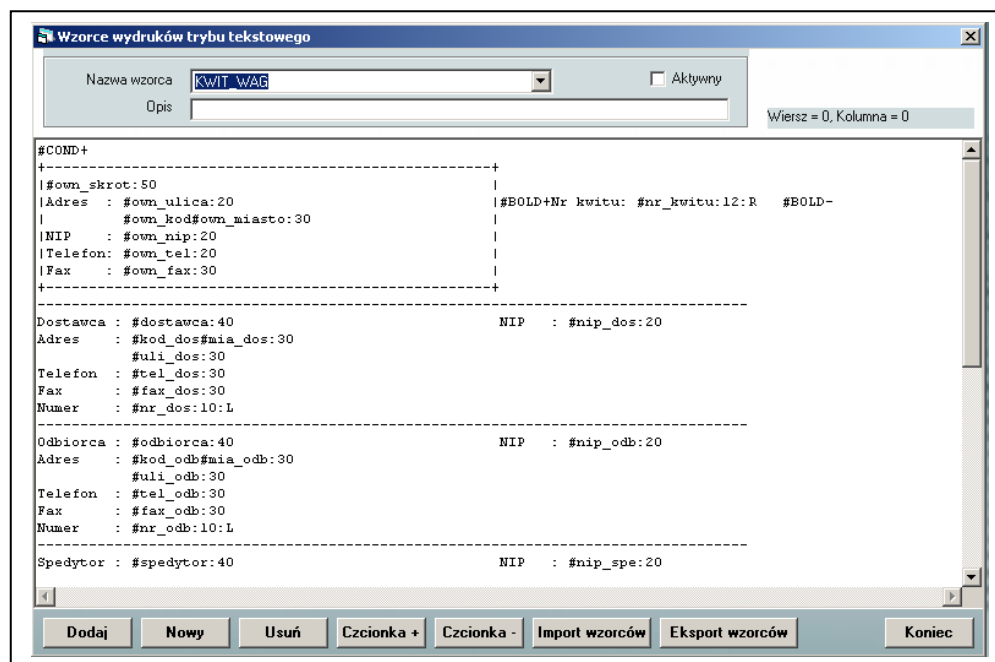 Wzorce wydruków trybu tekstowego
Nazwa wzorca KWIT_WAG Aktywny
Opis
Wiersz = 0, Kolumna = 0
#COND+
+-----------------------------------------------------+
|#own_skrot:50 |
|Adres : #own_ulica:20 |#BOLD+Nr kwitu: #nr_kwitu:12:R #BOLD-
| #own_kod#own_miasto:30 |
|NIP : #own_nip:20 |
|Telefon: #own_tel:20 |
|Fax : #own_fax:30 |
+-----------------------------------------------------+
----------------------------------------------------------------------------------
Dostawca : #dostawca:40 NIP : #nip_dos:20
Adres : #kod_dos#mia_dos:30
#uli_dos:30
Telefon : #tel_dos:30
Fax : #fax_dos:30
Numer : #nr_dos:10:L
----------------------------------------------------------------------------------
Odbiorca : #odbiorca:40 NIP : #nip_odb:20
Adres : #kod_odb#mia_odb:30
#uli_odb:30
Telefon : #tel_odb:30
Fax : #fax_odb:30
Numer : #nr_odb:10:L
----------------------------------------------------------------------------------
Spedytor : #spedytor:40 NIP : #nip_spe:20
Dodaj Nowy Usuń Czcionka + Czcionka - Import wzorców Eksport wzorców Koniec